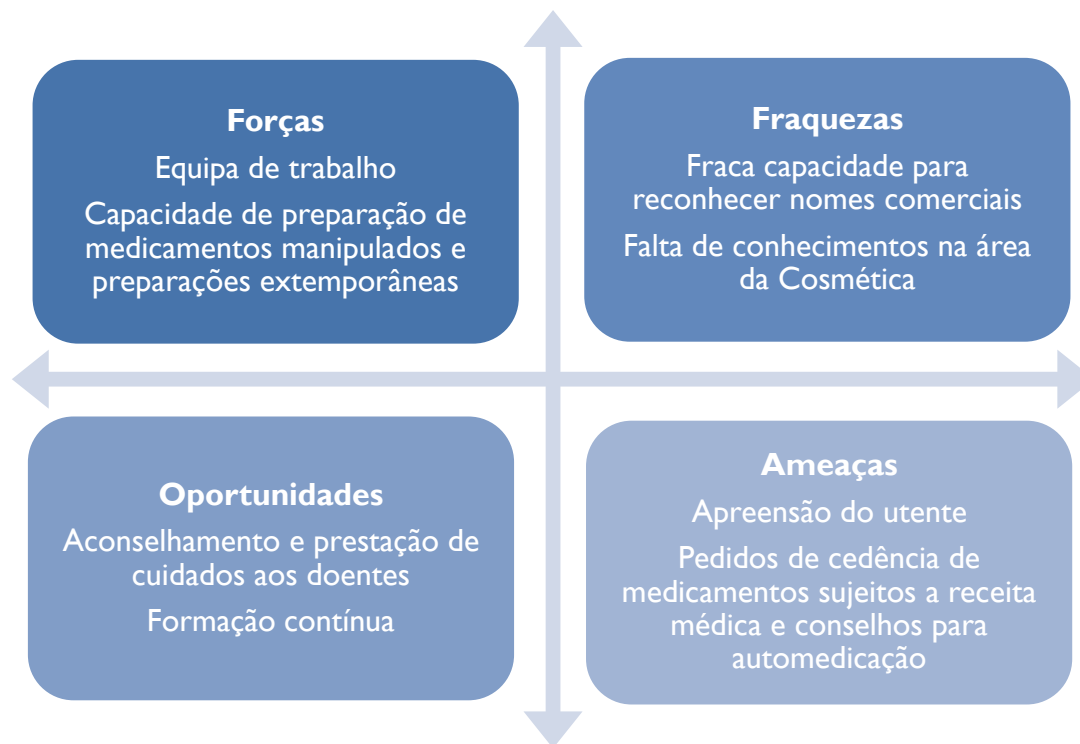 Forças
Equipa de trabalho
Capacidade de preparação de
medicamentos manipulados e
preparações extemporâneas
Fraquezas
Fraca capacidade para
reconhecer nomes comerciais
Falta de conhecimentos na área
da Cosmética
Oportunidades
Aconselhamento e prestação de
cuidados aos doentes
Formação contínua
Ameaças
Apreensão do utente
Pedidos de cedência de
medicamentos sujeitos a receita
médica e conselhos para
automedicação